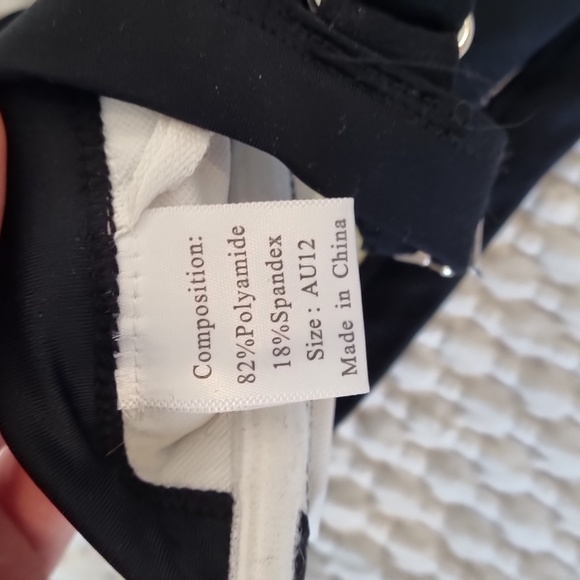 Composition:
82%Polyamide
18%Spandex
Size: AU12
Made in China